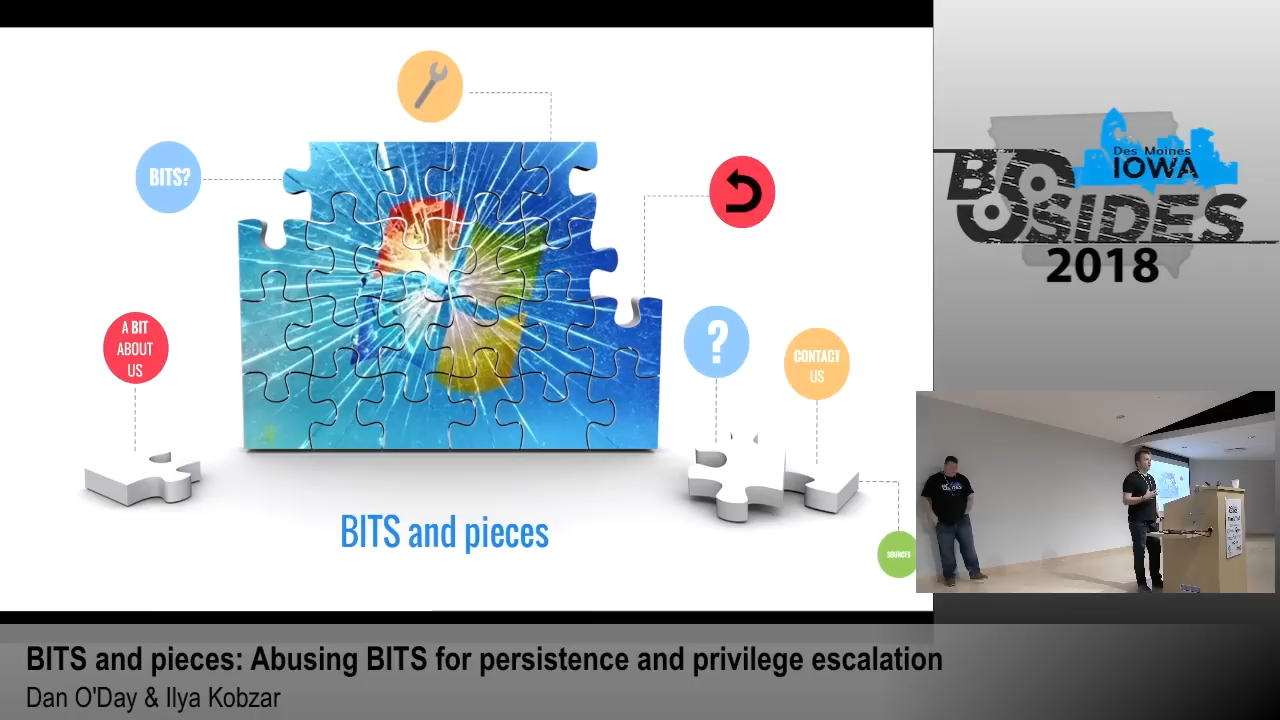 BITS?
A BIT
ABOUT
US
?
CONTACT
US
SOURCES
BITS and pieces
Des Moines
IOWA
BSIDES
2018
BITS and pieces: Abusing BITS for persistence and privilege escalation
Dan O'Day & Ilya Kobzar